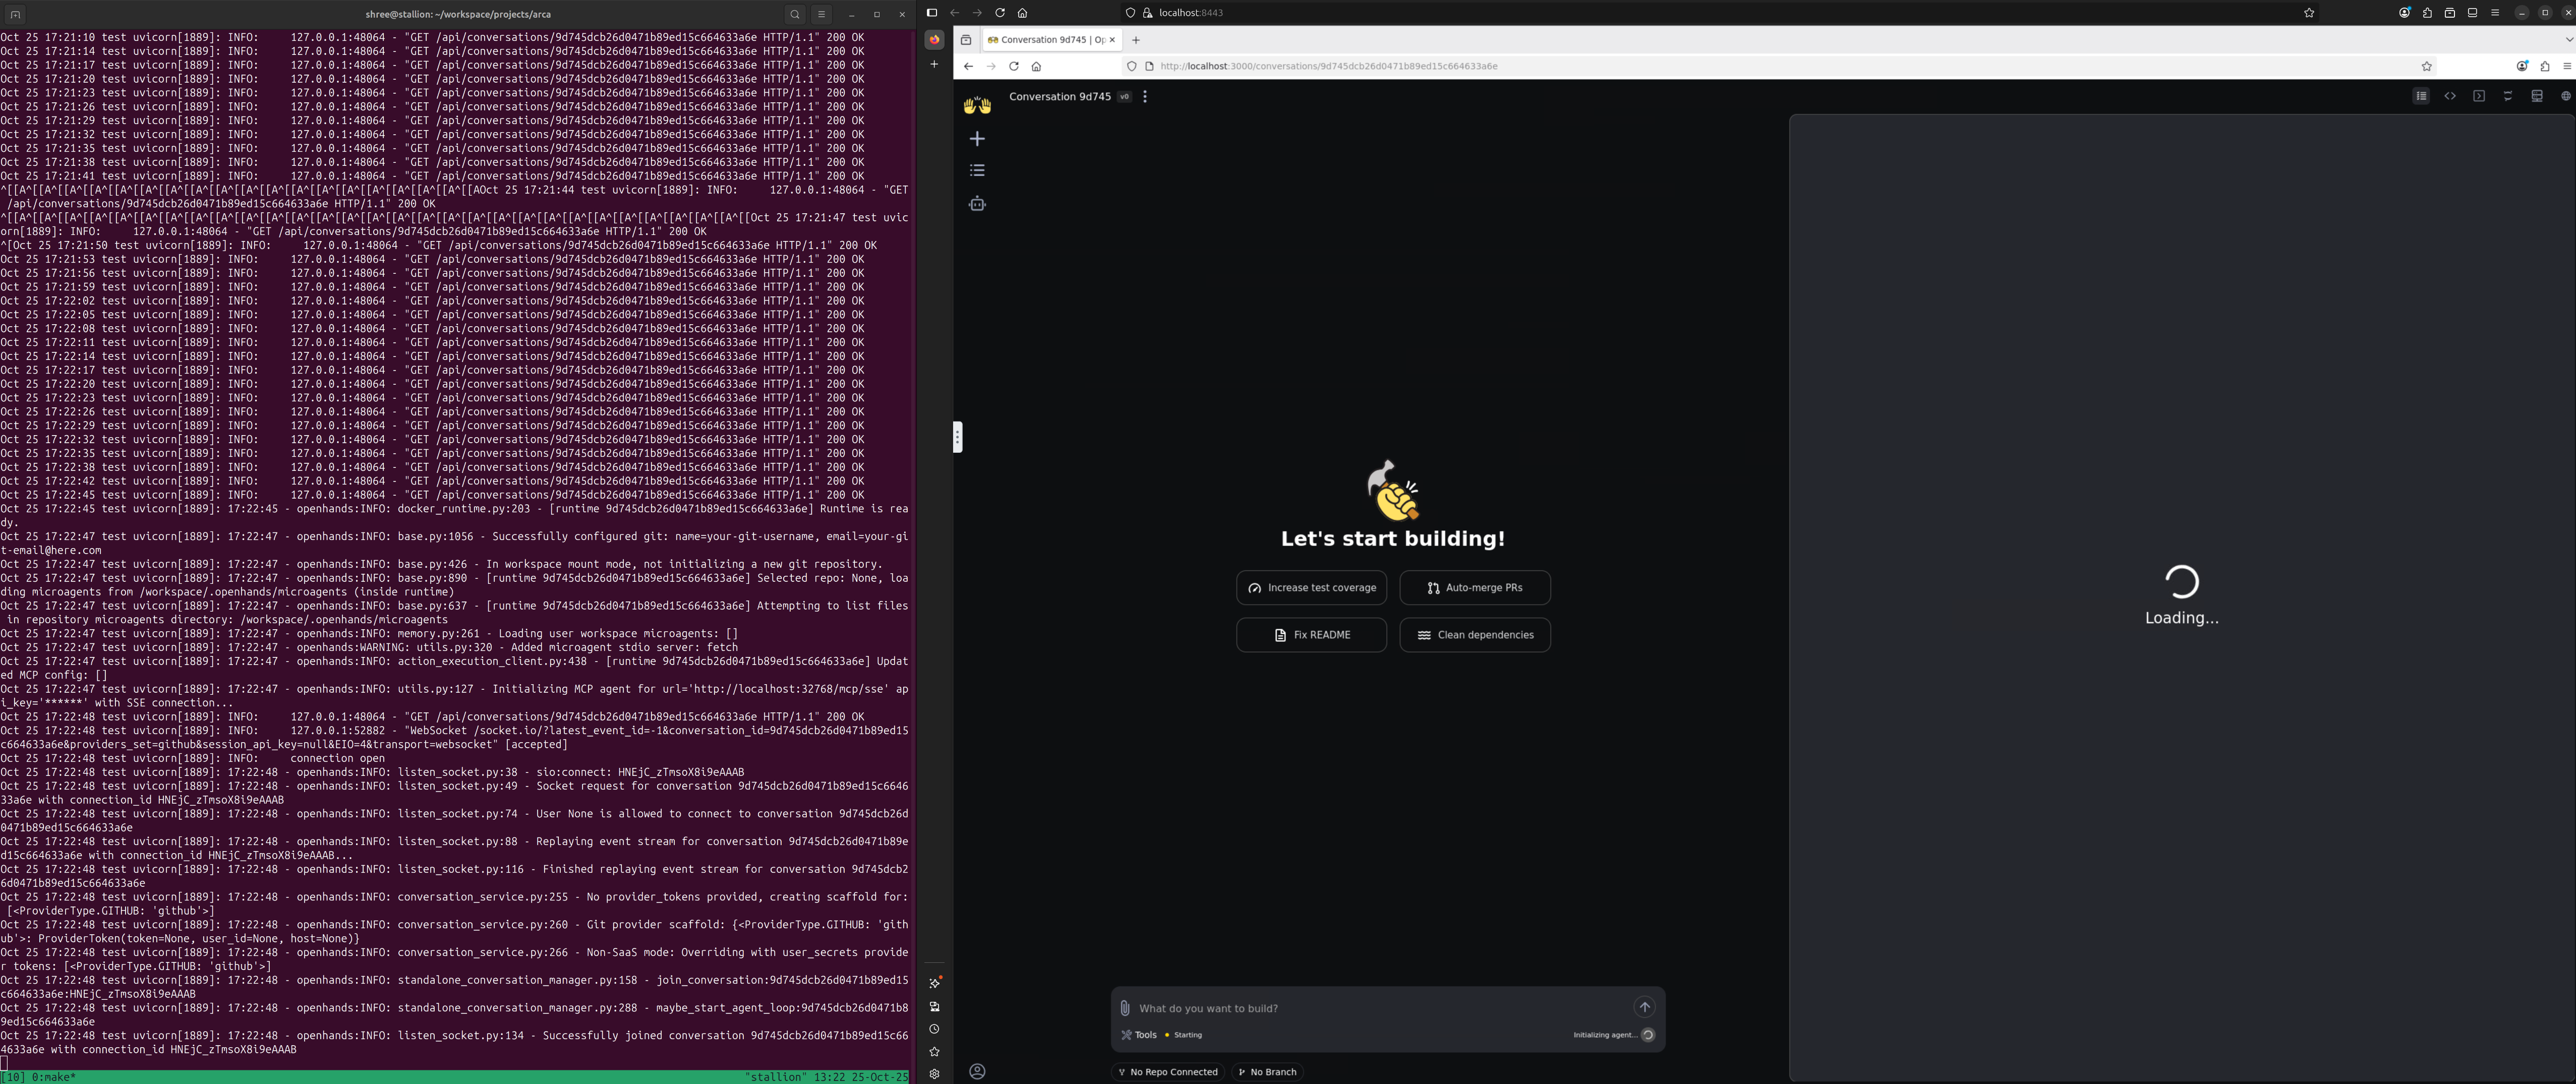 shree@stallion: ~/workspace/projects/arca
Oct 25 17:21:10 test uvicorn[1889]: INFO:     127.0.0.1:48064 - "GET /api/conversations/9d745dcb26d0471b89ed15c664633a6e HTTP/1.1" 200 OK
Oct 25 17:21:14 test uvicorn[1889]: INFO:     127.0.0.1:48064 - "GET /api/conversations/9d745dcb26d0471b89ed15c664633a6e HTTP/1.1" 200 OK
Oct 25 17:21:17 test uvicorn[1889]: INFO:     127.0.0.1:48064 - "GET /api/conversations/9d745dcb26d0471b89ed15c664633a6e HTTP/1.1" 200 OK
Oct 25 17:21:20 test uvicorn[1889]: INFO:     127.0.0.1:48064 - "GET /api/conversations/9d745dcb26d0471b89ed15c664633a6e HTTP/1.1" 200 OK
Oct 25 17:21:23 test uvicorn[1889]: INFO:     127.0.0.1:48064 - "GET /api/conversations/9d745dcb26d0471b89ed15c664633a6e HTTP/1.1" 200 OK
Oct 25 17:21:26 test uvicorn[1889]: INFO:     127.0.0.1:48064 - "GET /api/conversations/9d745dcb26d0471b89ed15c664633a6e HTTP/1.1" 200 OK
Oct 25 17:21:29 test uvicorn[1889]: INFO:     127.0.0.1:48064 - "GET /api/conversations/9d745dcb26d0471b89ed15c664633a6e HTTP/1.1" 200 OK
Oct 25 17:21:32 test uvicorn[1889]: INFO:     127.0.0.1:48064 - "GET /api/conversations/9d745dcb26d0471b89ed15c664633a6e HTTP/1.1" 200 OK
Oct 25 17:21:35 test uvicorn[1889]: INFO:     127.0.0.1:48064 - "GET /api/conversations/9d745dcb26d0471b89ed15c664633a6e HTTP/1.1" 200 OK
Oct 25 17:21:38 test uvicorn[1889]: INFO:     127.0.0.1:48064 - "GET /api/conversations/9d745dcb26d0471b89ed15c664633a6e HTTP/1.1" 200 OK
Oct 25 17:21:41 test uvicorn[1889]: INFO:     127.0.0.1:48064 - "GET /api/conversations/9d745dcb26d0471b89ed15c664633a6e HTTP/1.1" 200 OK
^[[A^[[A^[[A^[[A^[[A^[[A^[[A^[[A^[[A^[[A^[[A^[[A^[[A^[[A^[[A^[[A^[[A^[[A^[[AOct 25 17:21:44 test uvicorn[1889]: INFO:     127.0.0.1:48064 - "GET
 /api/conversations/9d745dcb26d0471b89ed15c664633a6e HTTP/1.1" 200 OK
^[[A^[[A^[[A^[[A^[[A^[[A^[[A^[[A^[[A^[[A^[[A^[[A^[[A^[[A^[[A^[[A^[[A^[[A^[[A^[[A^[[A^[[A^[[A^[[A^[[A^[[A^[[A^[[A^[[A^[[Oct 25 17:21:47 test uvic
orn[1889]: INFO:     127.0.0.1:48064 - "GET /api/conversations/9d745dcb26d0471b89ed15c664633a6e HTTP/1.1" 200 OK
^[Oct 25 17:21:50 test uvicorn[1889]: INFO:     127.0.0.1:48064 - "GET /api/conversations/9d745dcb26d0471b89ed15c664633a6e HTTP/1.1" 200 OK
Oct 25 17:21:53 test uvicorn[1889]: INFO:     127.0.0.1:48064 - "GET /api/conversations/9d745dcb26d0471b89ed15c664633a6e HTTP/1.1" 200 OK
Oct 25 17:21:56 test uvicorn[1889]: INFO:     127.0.0.1:48064 - "GET /api/conversations/9d745dcb26d0471b89ed15c664633a6e HTTP/1.1" 200 OK
Oct 25 17:21:59 test uvicorn[1889]: INFO:     127.0.0.1:48064 - "GET /api/conversations/9d745dcb26d0471b89ed15c664633a6e HTTP/1.1" 200 OK
Oct 25 17:22:02 test uvicorn[1889]: INFO:     127.0.0.1:48064 - "GET /api/conversations/9d745dcb26d0471b89ed15c664633a6e HTTP/1.1" 200 OK
Oct 25 17:22:05 test uvicorn[1889]: INFO:     127.0.0.1:48064 - "GET /api/conversations/9d745dcb26d0471b89ed15c664633a6e HTTP/1.1" 200 OK
Oct 25 17:22:08 test uvicorn[1889]: INFO:     127.0.0.1:48064 - "GET /api/conversations/9d745dcb26d0471b89ed15c664633a6e HTTP/1.1" 200 OK
Oct 25 17:22:11 test uvicorn[1889]: INFO:     127.0.0.1:48064 - "GET /api/conversations/9d745dcb26d0471b89ed15c664633a6e HTTP/1.1" 200 OK
Oct 25 17:22:14 test uvicorn[1889]: INFO:     127.0.0.1:48064 - "GET /api/conversations/9d745dcb26d0471b89ed15c664633a6e HTTP/1.1" 200 OK
Oct 25 17:22:17 test uvicorn[1889]: INFO:     127.0.0.1:48064 - "GET /api/conversations/9d745dcb26d0471b89ed15c664633a6e HTTP/1.1" 200 OK
Oct 25 17:22:20 test uvicorn[1889]: INFO:     127.0.0.1:48064 - "GET /api/conversations/9d745dcb26d0471b89ed15c664633a6e HTTP/1.1" 200 OK
Oct 25 17:22:23 test uvicorn[1889]: INFO:     127.0.0.1:48064 - "GET /api/conversations/9d745dcb26d0471b89ed15c664633a6e HTTP/1.1" 200 OK
Oct 25 17:22:26 test uvicorn[1889]: INFO:     127.0.0.1:48064 - "GET /api/conversations/9d745dcb26d0471b89ed15c664633a6e HTTP/1.1" 200 OK
Oct 25 17:22:29 test uvicorn[1889]: INFO:     127.0.0.1:48064 - "GET /api/conversations/9d745dcb26d0471b89ed15c664633a6e HTTP/1.1" 200 OK
Oct 25 17:22:32 test uvicorn[1889]: INFO:     127.0.0.1:48064 - "GET /api/conversations/9d745dcb26d0471b89ed15c664633a6e HTTP/1.1" 200 OK
Oct 25 17:22:35 test uvicorn[1889]: INFO:     127.0.0.1:48064 - "GET /api/conversations/9d745dcb26d0471b89ed15c664633a6e HTTP/1.1" 200 OK
Oct 25 17:22:38 test uvicorn[1889]: INFO:     127.0.0.1:48064 - "GET /api/conversations/9d745dcb26d0471b89ed15c664633a6e HTTP/1.1" 200 OK
Oct 25 17:22:42 test uvicorn[1889]: INFO:     127.0.0.1:48064 - "GET /api/conversations/9d745dcb26d0471b89ed15c664633a6e HTTP/1.1" 200 OK
Oct 25 17:22:45 test uvicorn[1889]: INFO:     127.0.0.1:48064 - "GET /api/conversations/9d745dcb26d0471b89ed15c664633a6e HTTP/1.1" 200 OK
Oct 25 17:22:45 test uvicorn[1889]: 17:22:45 - openhands:INFO: docker_runtime.py:203 - [runtime 9d745dcb26d0471b89ed15c664633a6e] Runtime is rea
dy.
Oct 25 17:22:47 test uvicorn[1889]: 17:22:47 - openhands:INFO: base.py:1056 - Successfully configured git: name=your-git-username, email=your-gi
t-email@here.com
Oct 25 17:22:47 test uvicorn[1889]: 17:22:47 - openhands:INFO: base.py:426 - In workspace mount mode, not initializing a new git repository.
Oct 25 17:22:47 test uvicorn[1889]: 17:22:47 - openhands:INFO: base.py:890 - [runtime 9d745dcb26d0471b89ed15c664633a6e] Selected repo: None, loa
ding microagents from /workspace/.openhands/microagents (inside runtime)
Oct 25 17:22:47 test uvicorn[1889]: 17:22:47 - openhands:INFO: base.py:637 - [runtime 9d745dcb26d0471b89ed15c664633a6e] Attempting to list files
 in repository microagents directory: /workspace/.openhands/microagents
Oct 25 17:22:47 test uvicorn[1889]: 17:22:47 - openhands:INFO: memory.py:261 - Loading user workspace microagents: []
Oct 25 17:22:47 test uvicorn[1889]: 17:22:47 - openhands:WARNING: utils.py:320 - Added microagent stdio server: fetch
Oct 25 17:22:47 test uvicorn[1889]: 17:22:47 - openhands:INFO: action_execution_client.py:438 - [runtime 9d745dcb26d0471b89ed15c664633a6e] Updat
ed MCP config: []
Oct 25 17:22:47 test uvicorn[1889]: 17:22:47 - openhands:INFO: utils.py:127 - Initializing MCP agent for url='http://localhost:32768/mcp/sse' ap
i_key='******' with SSE connection...
Oct 25 17:22:48 test uvicorn[1889]: INFO:     127.0.0.1:48064 - "GET /api/conversations/9d745dcb26d0471b89ed15c664633a6e HTTP/1.1" 200 OK
Oct 25 17:22:48 test uvicorn[1889]: INFO:     127.0.0.1:52882 - "WebSocket /socket.io/?latest_event_id=-1&conversation_id=9d745dcb26d0471b89ed15
c664633a6e&providers_set=github&session_api_key=null&EIO=4&transport=websocket" [accepted]
Oct 25 17:22:48 test uvicorn[1889]: INFO:     connection open
Oct 25 17:22:48 test uvicorn[1889]: 17:22:48 - openhands:INFO: listen_socket.py:38 - sio:connect: HNEjC_zTmsoX8i9eAAAB
Oct 25 17:22:48 test uvicorn[1889]: 17:22:48 - openhands:INFO: listen_socket.py:49 - Socket request for conversation 9d745dcb26d0471b89ed15c6646
33a6e with connection_id HNEjC_zTmsoX8i9eAAAB
Oct 25 17:22:48 test uvicorn[1889]: 17:22:48 - openhands:INFO: listen_socket.py:74 - User None is allowed to connect to conversation 9d745dcb26d
0471b89ed15c664633a6e
Oct 25 17:22:48 test uvicorn[1889]: 17:22:48 - openhands:INFO: listen_socket.py:88 - Replaying event stream for conversation 9d745dcb26d0471b89e
d15c664633a6e with connection_id HNEjC_zTmsoX8i9eAAAB...
Oct 25 17:22:48 test uvicorn[1889]: 17:22:48 - openhands:INFO: listen_socket.py:116 - Finished replaying event stream for conversation 9d745dcb2
6d0471b89ed15c664633a6e
Oct 25 17:22:48 test uvicorn[1889]: 17:22:48 - openhands:INFO: conversation_service.py:255 - No provider_tokens provided, creating scaffold for:
 [<ProviderType.GITHUB: 'github'>]
Oct 25 17:22:48 test uvicorn[1889]: 17:22:48 - openhands:INFO: conversation_service.py:260 - Git provider scaffold: {<ProviderType.GITHUB: 'gith
ub'>: ProviderToken(token=None, user_id=None, host=None)}
Oct 25 17:22:48 test uvicorn[1889]: 17:22:48 - openhands:INFO: conversation_service.py:266 - Non-SaaS mode: Overriding with user_secrets provide
r tokens: [<ProviderType.GITHUB: 'github'>]
Oct 25 17:22:48 test uvicorn[1889]: 17:22:48 - openhands:INFO: standalone_conversation_manager.py:158 - join_conversation:9d745dcb26d0471b89ed15
c664633a6e:HNEjC_zTmsoX8i9eAAAB
Oct 25 17:22:48 test uvicorn[1889]: 17:22:48 - openhands:INFO: standalone_conversation_manager.py:288 - maybe_start_agent_loop:9d745dcb26d0471b8
9ed15c664633a6e
Oct 25 17:22:48 test uvicorn[1889]: 17:22:48 - openhands:INFO: listen_socket.py:134 - Successfully joined conversation 9d745dcb26d0471b89ed15c66
4633a6e with connection_id HNEjC_zTmsoX8i9eAAAB
[10] 0:make* "stallion" 13:22 25-Oct-25
localhost:8443
Conversation 9d745 | Op
http://localhost:3000/conversations/9d745dcb26d0471b89ed15c664633a6e
Conversation 9d745 v0
Let's start building!
Increase test coverage
Auto-merge PRs
Fix README
Clean dependencies
Loading...
What do you want to build?
Tools Starting Initializing agent...
No Repo Connected No Branch